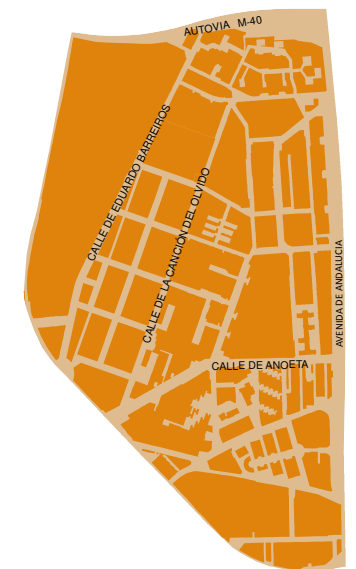 AUTOVIA M-40
CALLE DE EDUARDO BARREIROS
CALLE DE LA CANCIÓN DEL OLVIDO
AVENIDA DE ANDALUCIA
CALLE DE ANOETA